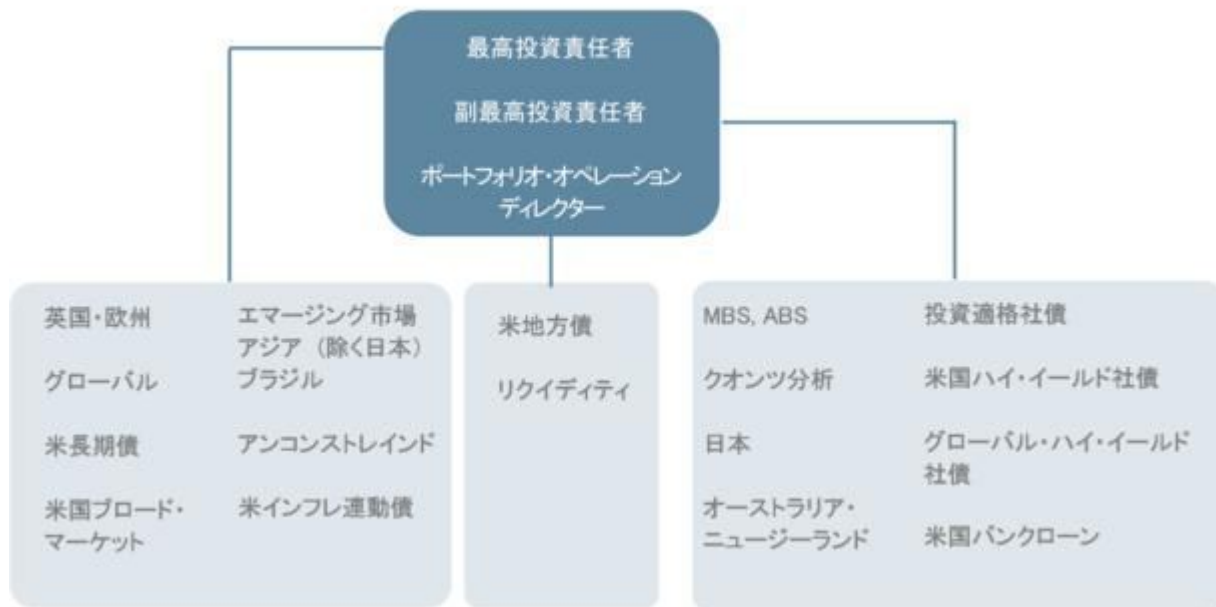 最高投資責任者
副最高投資責任者
ポートフォリオ・オペレーション
ディレクター
英国・欧州
グローバル
米長期債
米国ブロード・
マーケット
エマージング市場
アジア（除く日本）
ブラジル
アンコンストレインド
米インフレ連動債
米地方債
リクイディティ
MBS, ABS
クオンツ分析
日本
オーストラリア・
ニュージーランド
投資適格社債
米国ハイ・イールド社債
グローバル・ハイ・イールド
社債
米国バンクローン